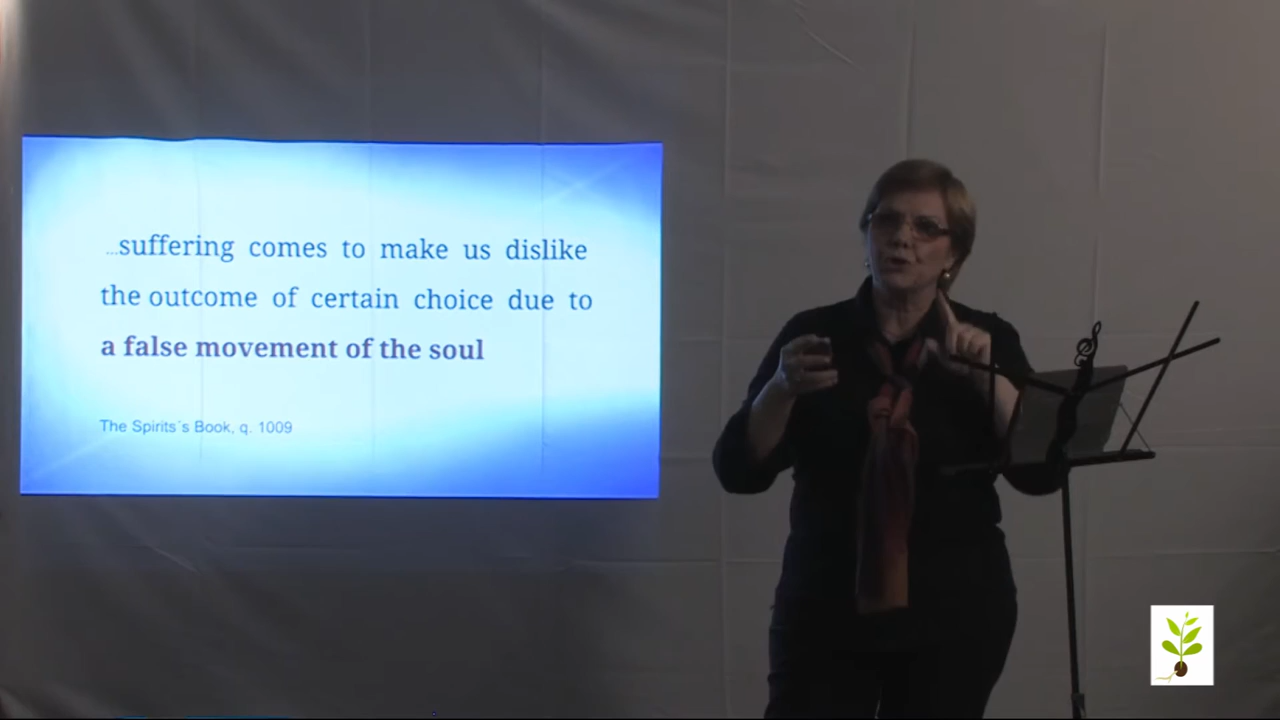 ...suffering comes to make us dislike
the outcome of certain choice due to
a false movement of the soul
The Spirits´s Book, q. 1009